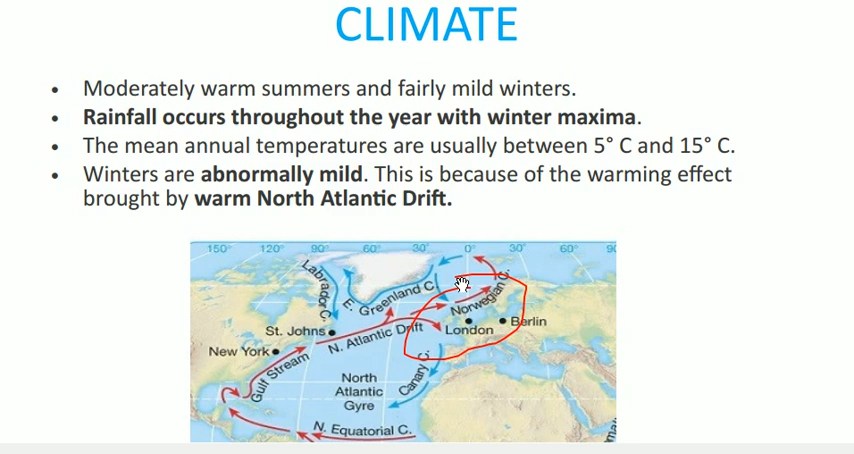 CLIMATE
• Moderately warm summers and fairly mild winters.
• Rainfall occurs throughout the year with winter maxima.
• The mean annual temperatures are usually between 5° C and 15° C.
• Winters are abnormally mild. This is because of the warming effect
brought by warm North Atlantic Drift.
150° 120° 90° 60° 30° 0° 30° 60° 90
Labrador C.
E. Greenland C.
Norwegian C.
St. Johns
N. Atlantic Drift
London
Berlin
New York
Gulf Stream
Canary C.
North
Atlantic
Gyre
N. Equatorial C.